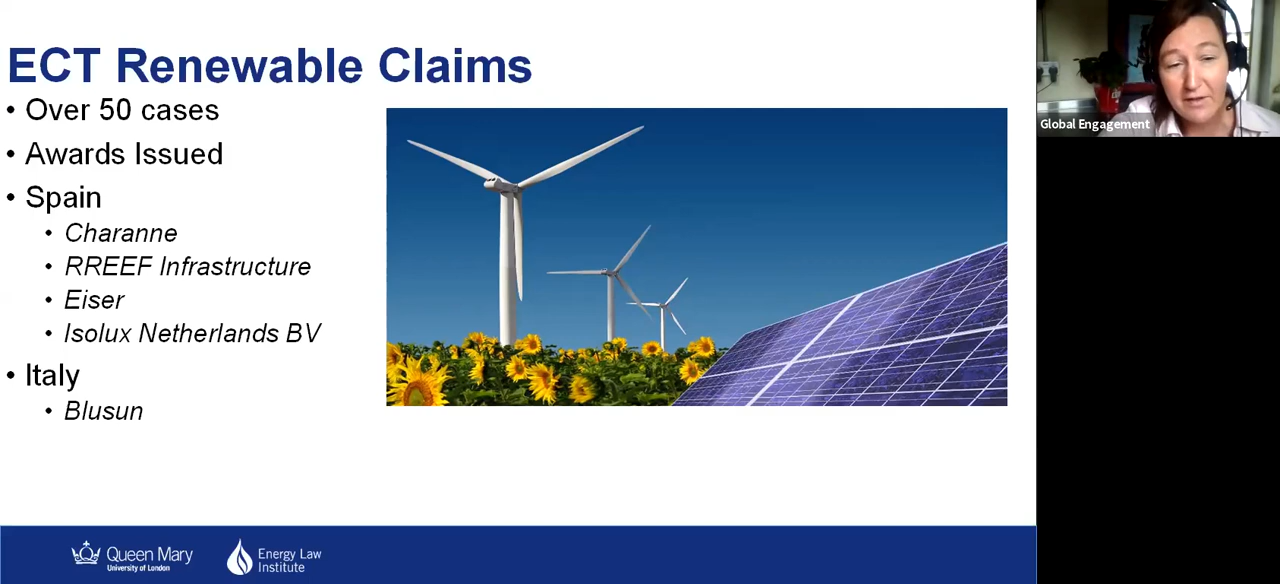 ECT Renewable Claims
• Over 50 cases
• Awards Issued
• Spain
• Charanne
• RREEF Infrastructure
• Eiser
• Isolux Netherlands BV
• Italy
• Blusun
Global Engagement
Queen Mary
University of London
Energy Law
Institute